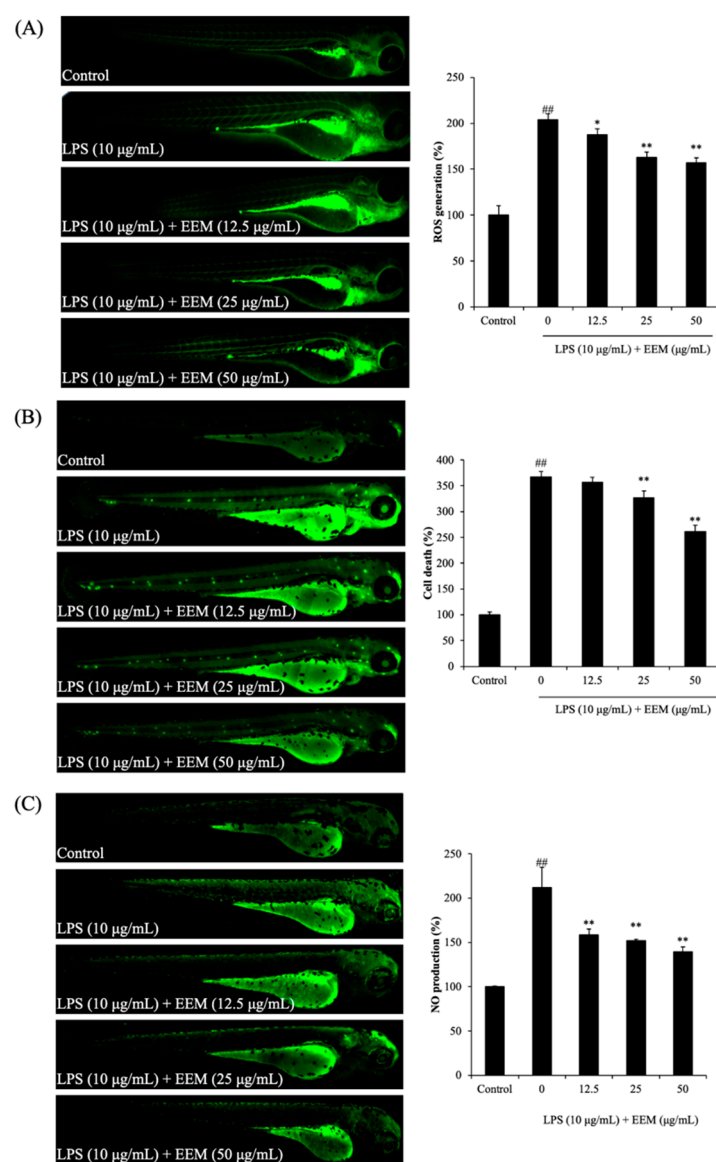 (A)
Control
LPS (10 μg/mL)
LPS (10 μg/mL) + EEM (12.5 μg/mL)
LPS (10 μg/mL) + EEM (25 μg/mL)
LPS (10 μg/mL) + EEM (50 μg/mL)
ROS generation (%)
250
200
150
100
50
0
##
*
**
**
Control 0 12.5 25 50
LPS (10 μg/mL) + EEM (μg/mL)
(B)
Control
LPS (10 μg/mL)
LPS (10 μg/mL) + EEM (12.5 μg/mL)
LPS (10 μg/mL) + EEM (25 μg/mL)
LPS (10 μg/mL) + EEM (50 μg/mL)
Cell death (%)
400
350
300
250
200
150
100
50
0
##
**
**
Control 0 12.5 25 50
LPS (10 μg/mL) + EEM (μg/mL)
(C)
Control
LPS (10 μg/mL)
LPS (10 μg/mL) + EEM (12.5 μg/mL)
LPS (10 μg/mL) + EEM (25 μg/mL)
LPS (10 μg/mL) + EEM (50 μg/mL)
NO production (%)
250
200
150
100
50
0
##
**
**
**
Control 0 12.5 25 50
LPS (10 μg/mL) + EEM (μg/mL)